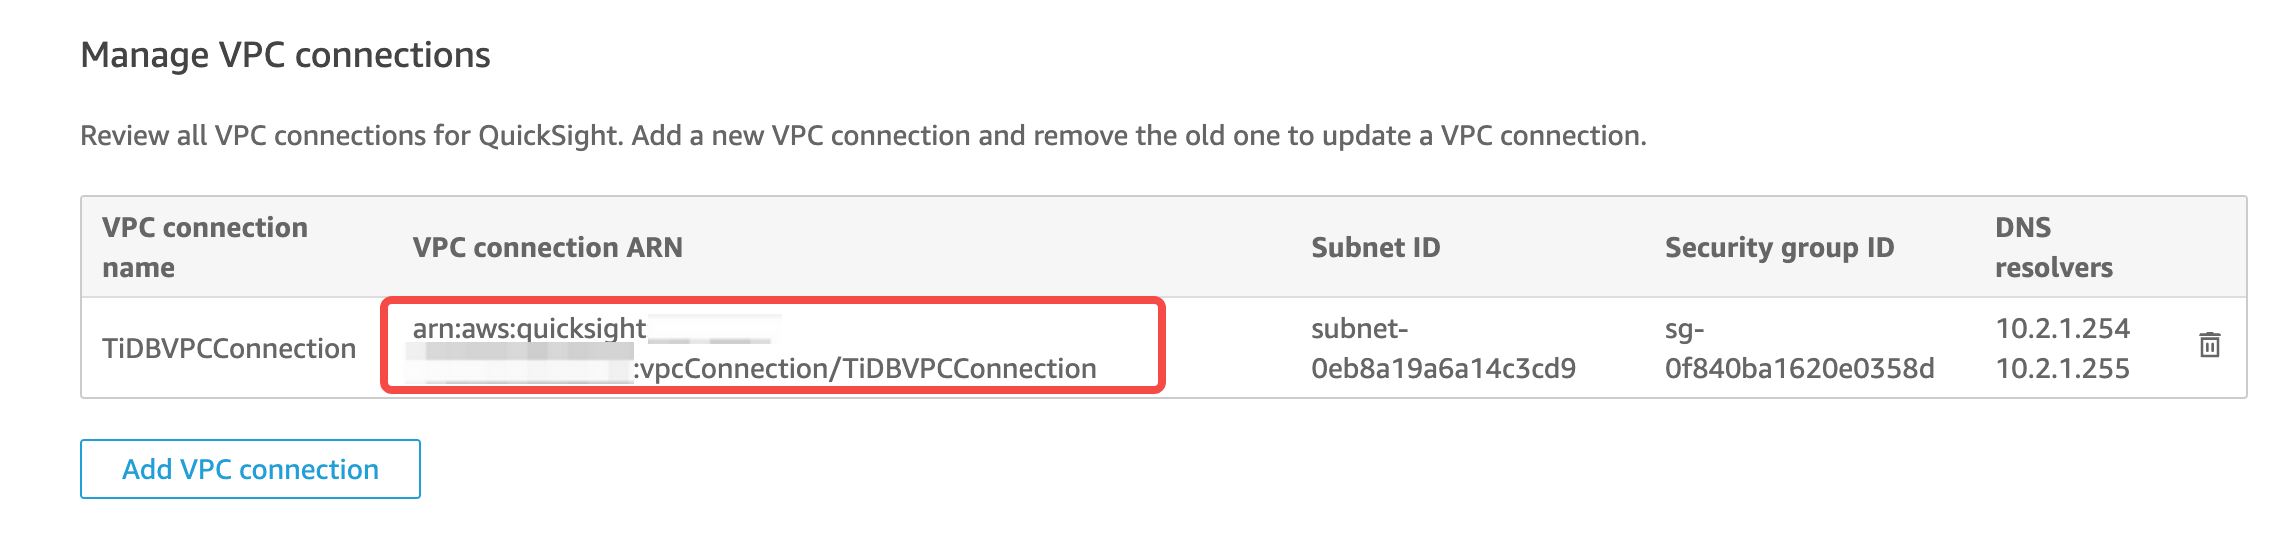 Manage VPC connections
Review all VPC connections for QuickSight. Add a new VPC connection and remove the old one to update a VPC connection.
VPC connection
name
VPC connection ARN
Subnet ID
Security group ID
DNS
resolvers
TiDBVPCConnection
arn:aws:quicksight
:vpcConnection/TiDBVPCConnection
subnet-
0eb8a19a6a14c3cd9
sg-
0f840ba1620e0358d
10.2.1.254
10.2.1.255
Add VPC connection